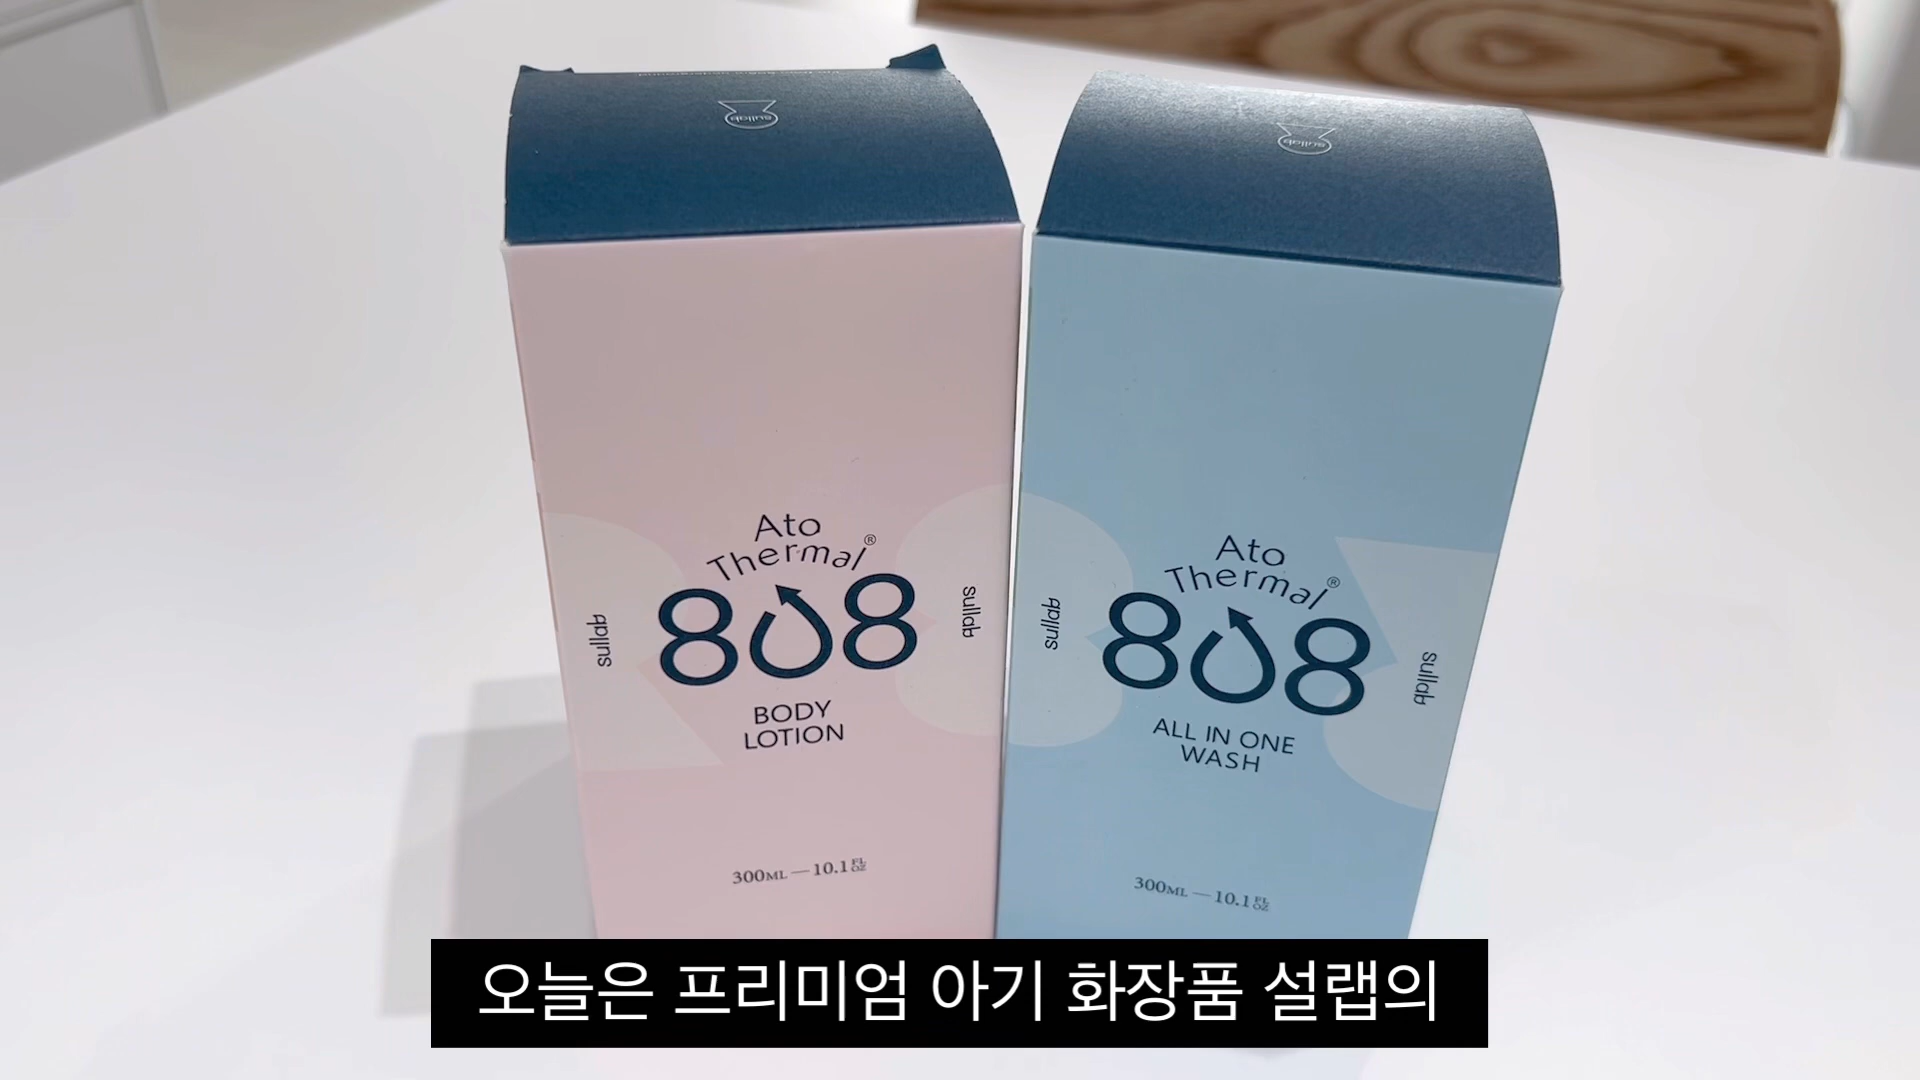 sullab
sullab
Ato
Thermal®
808
BODY
LOTION
sullab
sullab
300ML — 10.1 FL OZ
Ato
Thermal®
808
ALL IN ONE
WASH
sullab
sullab
300ML — 10.1 FL OZ
오늘은 프리미엄 아기 화장품 설랩의